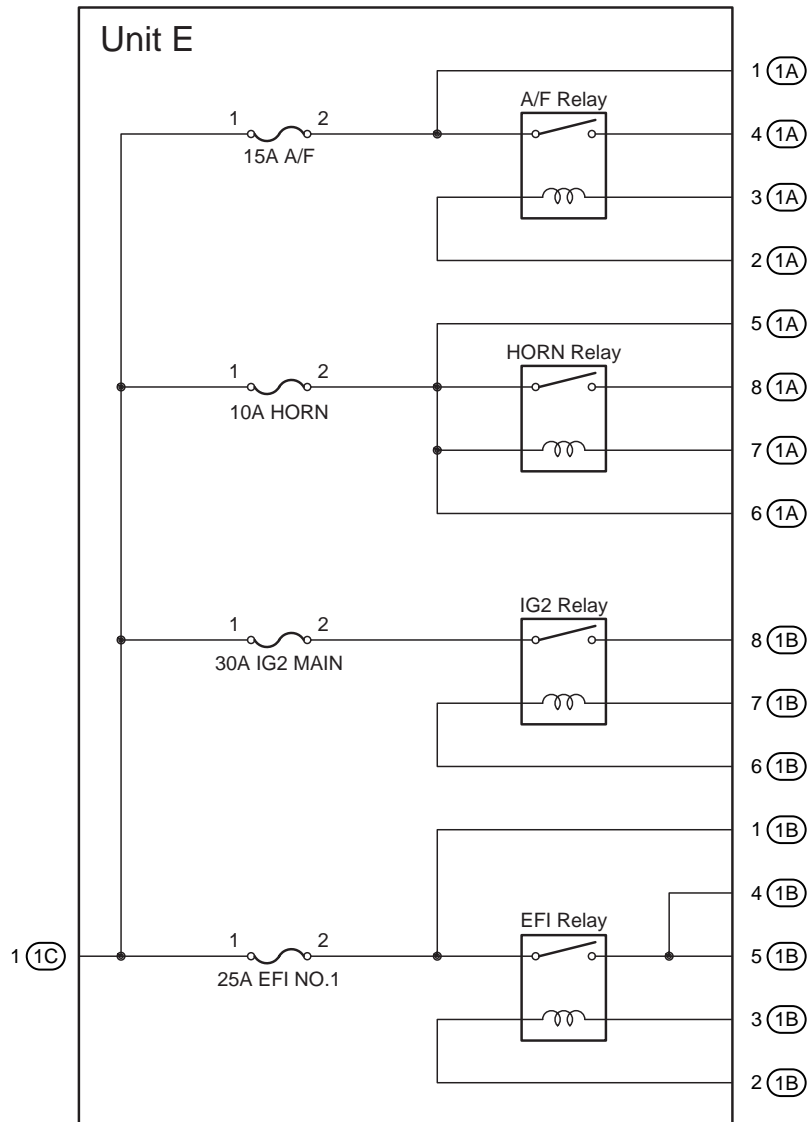 Unit E
1 1A
A/F Relay
1 2
4 1A
15A A/F
3 1A
2 1A
5 1A
HORN Relay
1 2
8 1A
10A HORN
7 1A
6 1A
IG2 Relay
1 2
8 1B
30A IG2 MAIN
7 1B
6 1B
1 1B
4 1B
EFI Relay
1 2
1 1C
5 1B
25A EFI NO.1
3 1B
2 1B